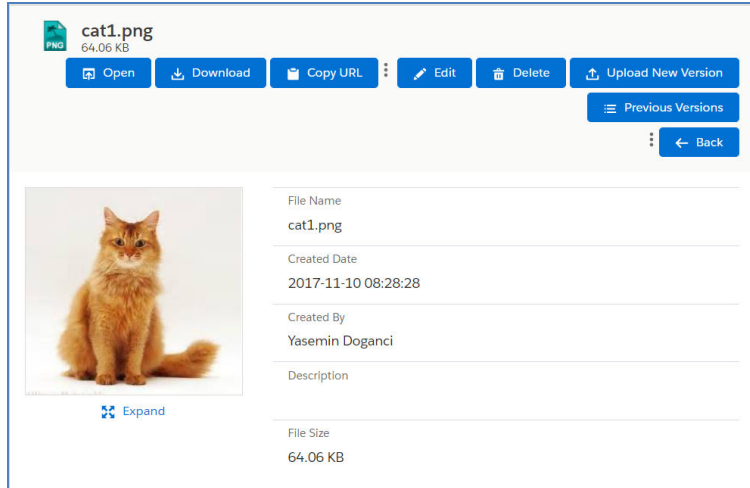 cat1.png
PNG
64.06 KB
Open
Download
Copy URL
Edit
Delete
Upload New Version
Previous Versions
Back
File Name
cat1.png
Created Date
2017-11-10 08:28:28
Created By
Yasemin Doganci
Description
Expand
File Size
64.06 KB